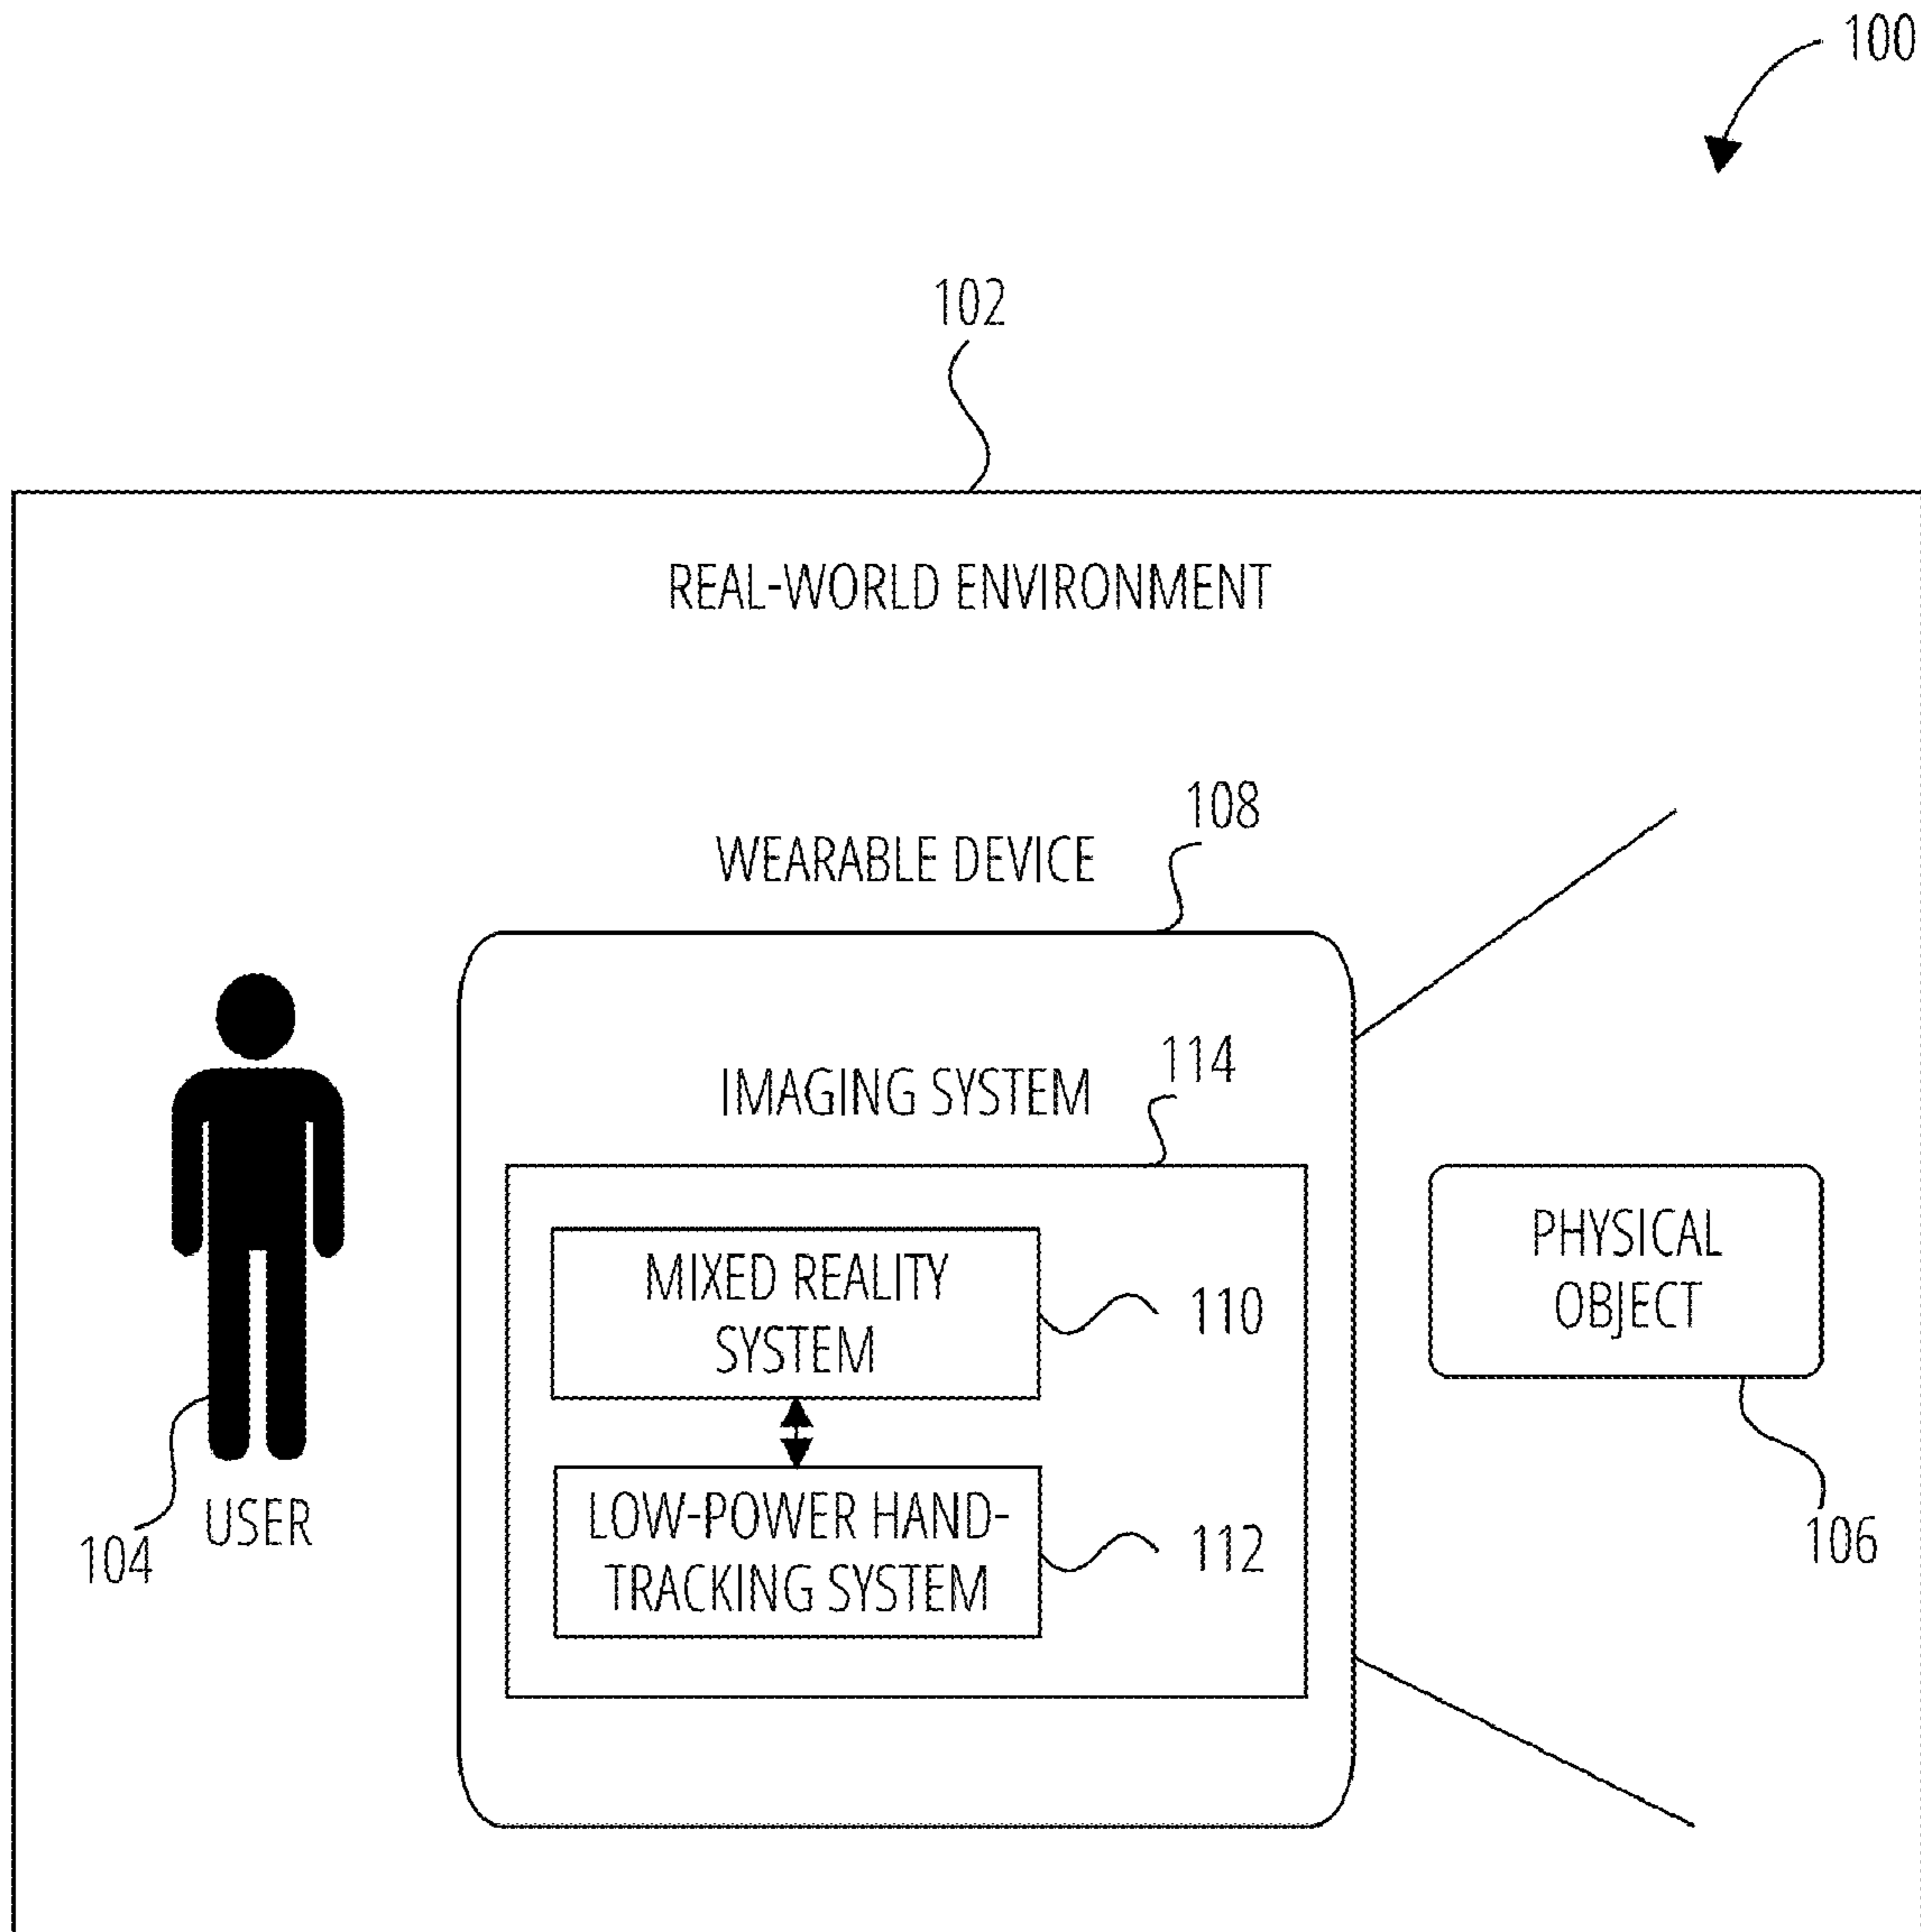 100
102
REAL-WORLD ENVIRONMENT
108
WEARABLE DEVICE
114
IMAGING SYSTEM
MIXED REALITY
SYSTEM
110
PHYSICAL
OBJECT
LOW-POWER HAND-
TRACKING SYSTEM
112
USER
104
106